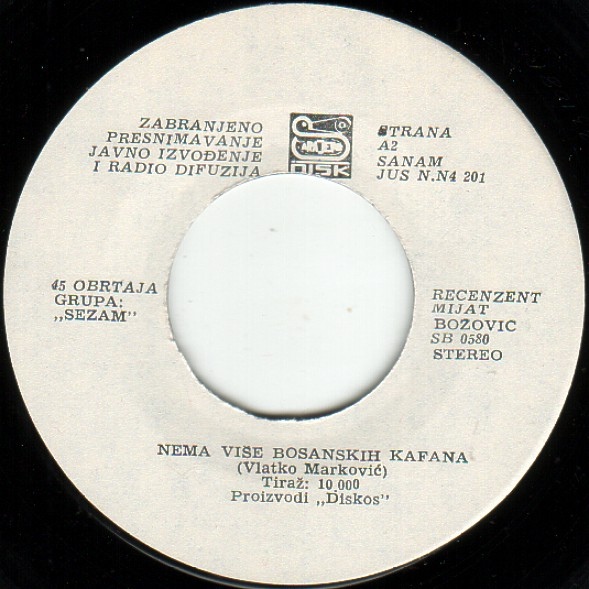 ZABRANJENO
PRESNIMAVANJE
JAVNO IZVOĐENJE
I RADIO DIFUZIJA
DISK
STRANA
A2
SANAM
JUS N.N4 201
45 OBRTAJA
GRUPA:
„SEZAM”
RECENZENT
MIJAT
BOŽOVIC
SB 0580
STEREO
NEMA VIŠE BOSANSKIH KAFANA
(Vlatko Marković)
Tiraž: 10,000
Proizvodi „Diskos”